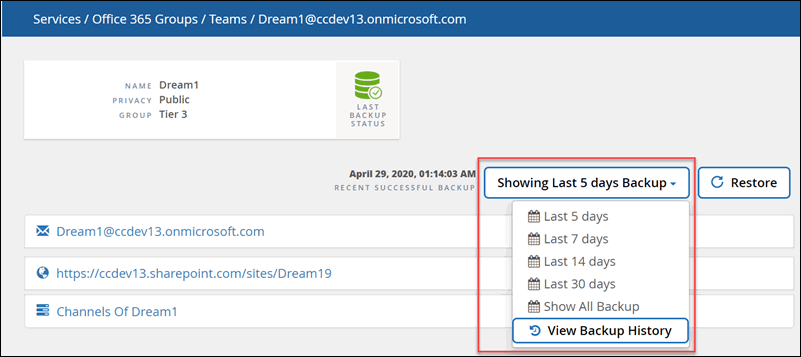 Services / Office 365 Groups / Teams / Dream1@ccdev13.onmicrosoft.com
NAME Dream1
PRIVACY Public
GROUP Tier 3
LAST
BACKUP
STATUS
April 29, 2020, 01:14:03 AM
RECENT SUCCESSFUL BACKUP
Showing Last 5 days Backup
Restore
Dream1@ccdev13.onmicrosoft.com
https://ccdev13.sharepoint.com/sites/Dream19
Channels Of Dream1
Last 5 days
Last 7 days
Last 14 days
Last 30 days
Show All Backup
View Backup History